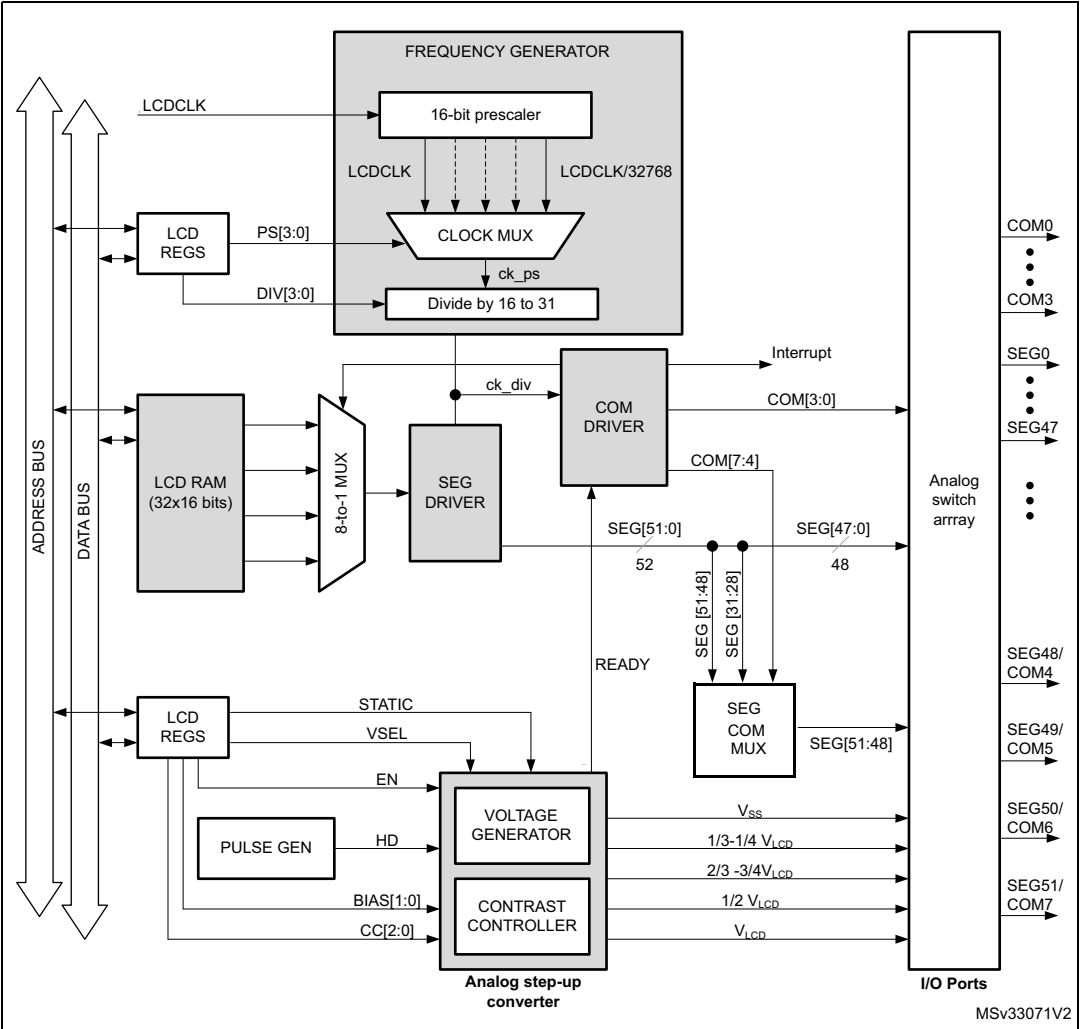 FREQUENCY GENERATOR
LCDCLK
16-bit prescaler
LCDCLK
LCDCLK/32768
LCD
REGS
PS[3:0]
CLOCK MUX
ck_ps
DIV[3:0]
Divide by 16 to 31
COM0
COM3
SEG0
SEG47
Interrupt
ck_div
COM
DRIVER
COM[3:0]
COM[7:4]
ADDRESS BUS
DATA BUS
LCD RAM
(32x16 bits)
8-to-1 MUX
SEG
DRIVER
SEG[51:0]
52
SEG[47:0]
48
Analog
switch
arrray
SEG [51:48]
SEG [31:28]
READY
SEG
COM
MUX
SEG[51:48]
SEG48/
COM4
SEG49/
COM5
SEG50/
COM6
SEG51/
COM7
LCD
REGS
STATIC
VSEL
EN
PULSE GEN
HD
BIAS[1:0]
CC[2:0]
VOLTAGE
GENERATOR
CONTRAST
CONTROLLER
VSS
1/3-1/4 VLCD
2/3 -3/4VLCD
1/2 VLCD
VLCD
Analog step-up
converter
I/O Ports
MSv33071V2